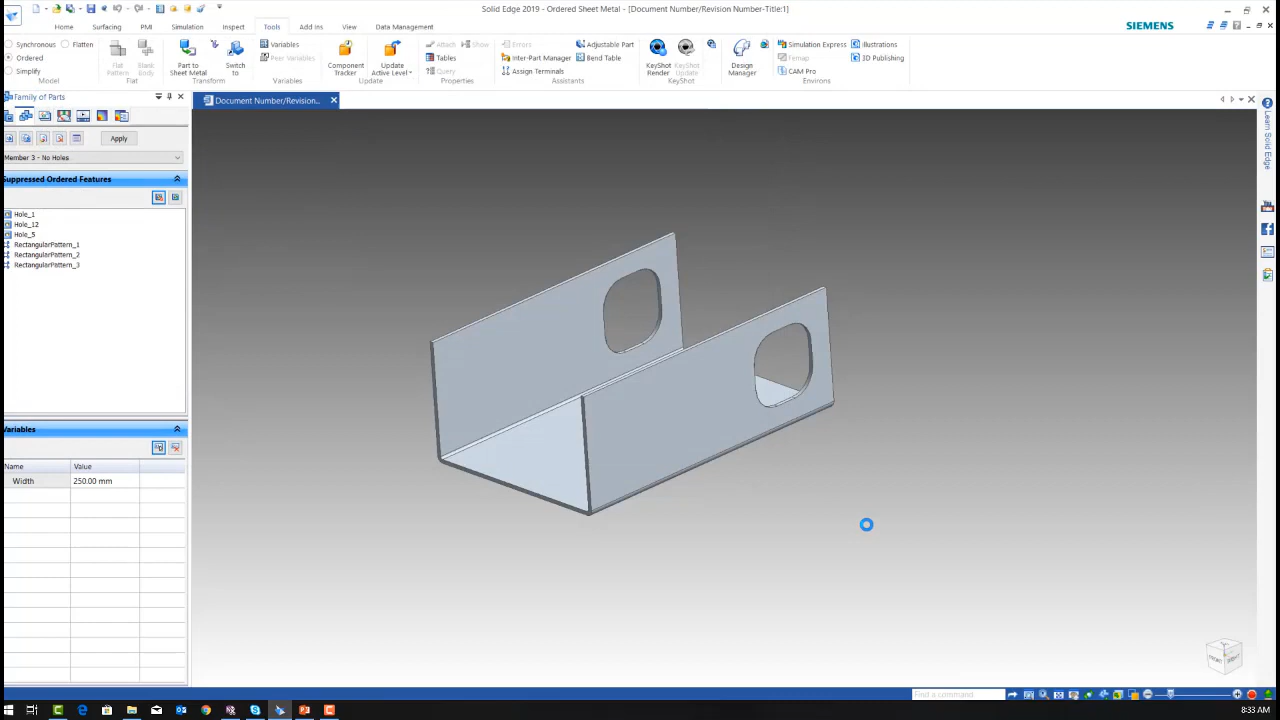 Solid Edge 2019 - Ordered Sheet Metal - [Document Number/Revision Number-Title:1]
Home Surfacing PMI Simulation Inspect Tools Add ins View Data Management
SIEMENS
Synchronous
Flatten
Ordered
Simplify
Model
Flat
Pattern
Blank
Body
Flat
Part to
Sheet Metal
Switch
to
Transform
Variables
Peer Variables
Variables
Component
Tracker
Update
Active Level
Update
Attach
Show
Tables
Query
Properties
Errors
Inter-Part Manager
Assign Terminals
Assistants
Adjustable Part
Bend Table
KeyShot
Render
KeyShot
Update
KeyShot
Design
Manager
Simulation Express
Femap
CAM Pro
Illustrations
3D Publishing
Environs
Family of Parts
Document Number/Revision...
Apply
Member 3 - No Holes
Suppressed Ordered Features
Hole_1
Hole_12
Hole_5
RectangularPattern_1
RectangularPattern_2
RectangularPattern_3
Variables
Name Value
Width 250.00 mm
Learn Solid Edge
You
FRONT
RIGHT
Find a command
8:33 AM